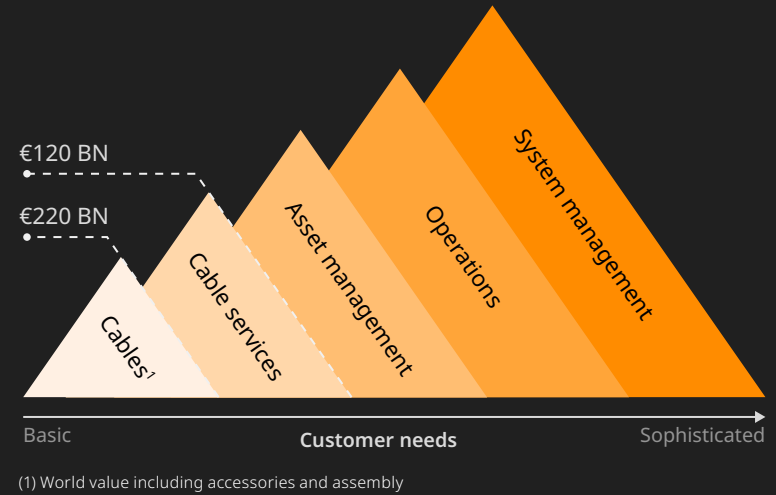 €120 BN
€220 BN
Cables¹
Cable services
Asset management
Operations
System management
Basic
Customer needs
Sophisticated
(1) World value including accessories and assembly